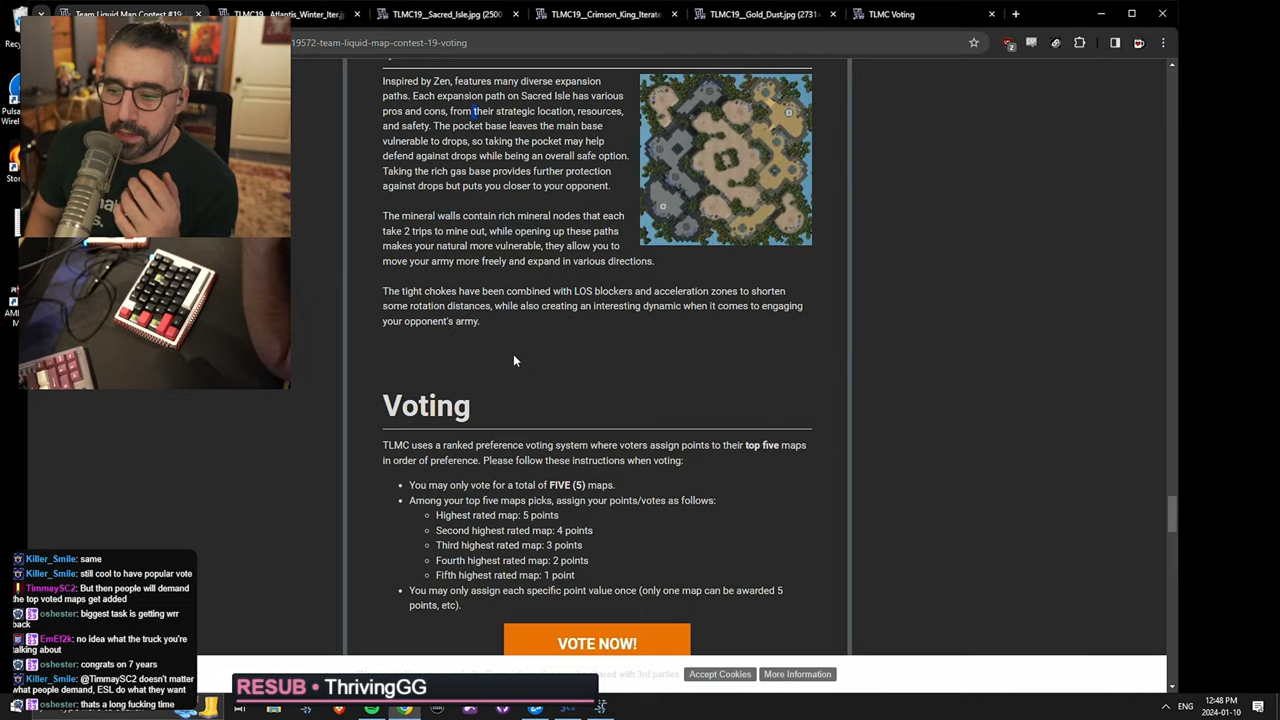 Team Liquid Map Contest #19
TLMC19__Atlantis_Winter_Iter.jp
TLMC19__Sacred_Isle.jpg (2500
TLMC19__Crimson_King_Iterate
TLMC19__Gold_Dust.jpg (2731
TLMC Voting
19572-team-liquid-map-contest-19-voting
Inspired by Zen, features many diverse expansion
paths. Each expansion path on Sacred Isle has various
pros and cons, from their strategic location, resources,
and safety. The pocket base leaves the main base
vulnerable to drops, so taking the pocket may help
defend against drops while being an overall safe option.
Taking the rich gas base provides further protection
against drops but puts you closer to your opponent.
The mineral walls contain rich mineral nodes that each
take 2 trips to mine out, while opening up these paths
makes your natural more vulnerable, they allow you to
move your army more freely and expand in various directions.
The tight chokes have been combined with LOS blockers and acceleration zones to shorten
some rotation distances, while also creating an interesting dynamic when it comes to engaging
your opponent's army.
Voting
TLMC uses a ranked preference voting system where voters assign points to their top five maps
in order of preference. Please follow these instructions when voting:
• You may only vote for a total of FIVE (5) maps.
• Among your top five maps picks, assign your points/votes as follows:
○ Highest rated map: 5 points
○ Second highest rated map: 4 points
○ Third highest rated map: 3 points
○ Fourth highest rated map: 2 points
○ Fifth highest rated map: 1 point
• You may only assign each specific point value once (only one map can be awarded 5
points, etc).
VOTE NOW!
with 3rd parties
Accept Cookies
More Information
Killer_Smile: same
Killer_Smile: still cool to have popular vote
TimmaySC2: But then people will demand
the top voted maps get added
oshester: biggest task is getting wrr
back
EmEf2k: no idea what the truck you're
talking about
oshester: congrats on 7 years
Killer_Smile: @TimmaySC2 doesn't matter
what people demand, ESL do what they want
oshester: thats a long fucking time
RESUB • ThrivingGG
ENG
12:48 PM
2024-01-10